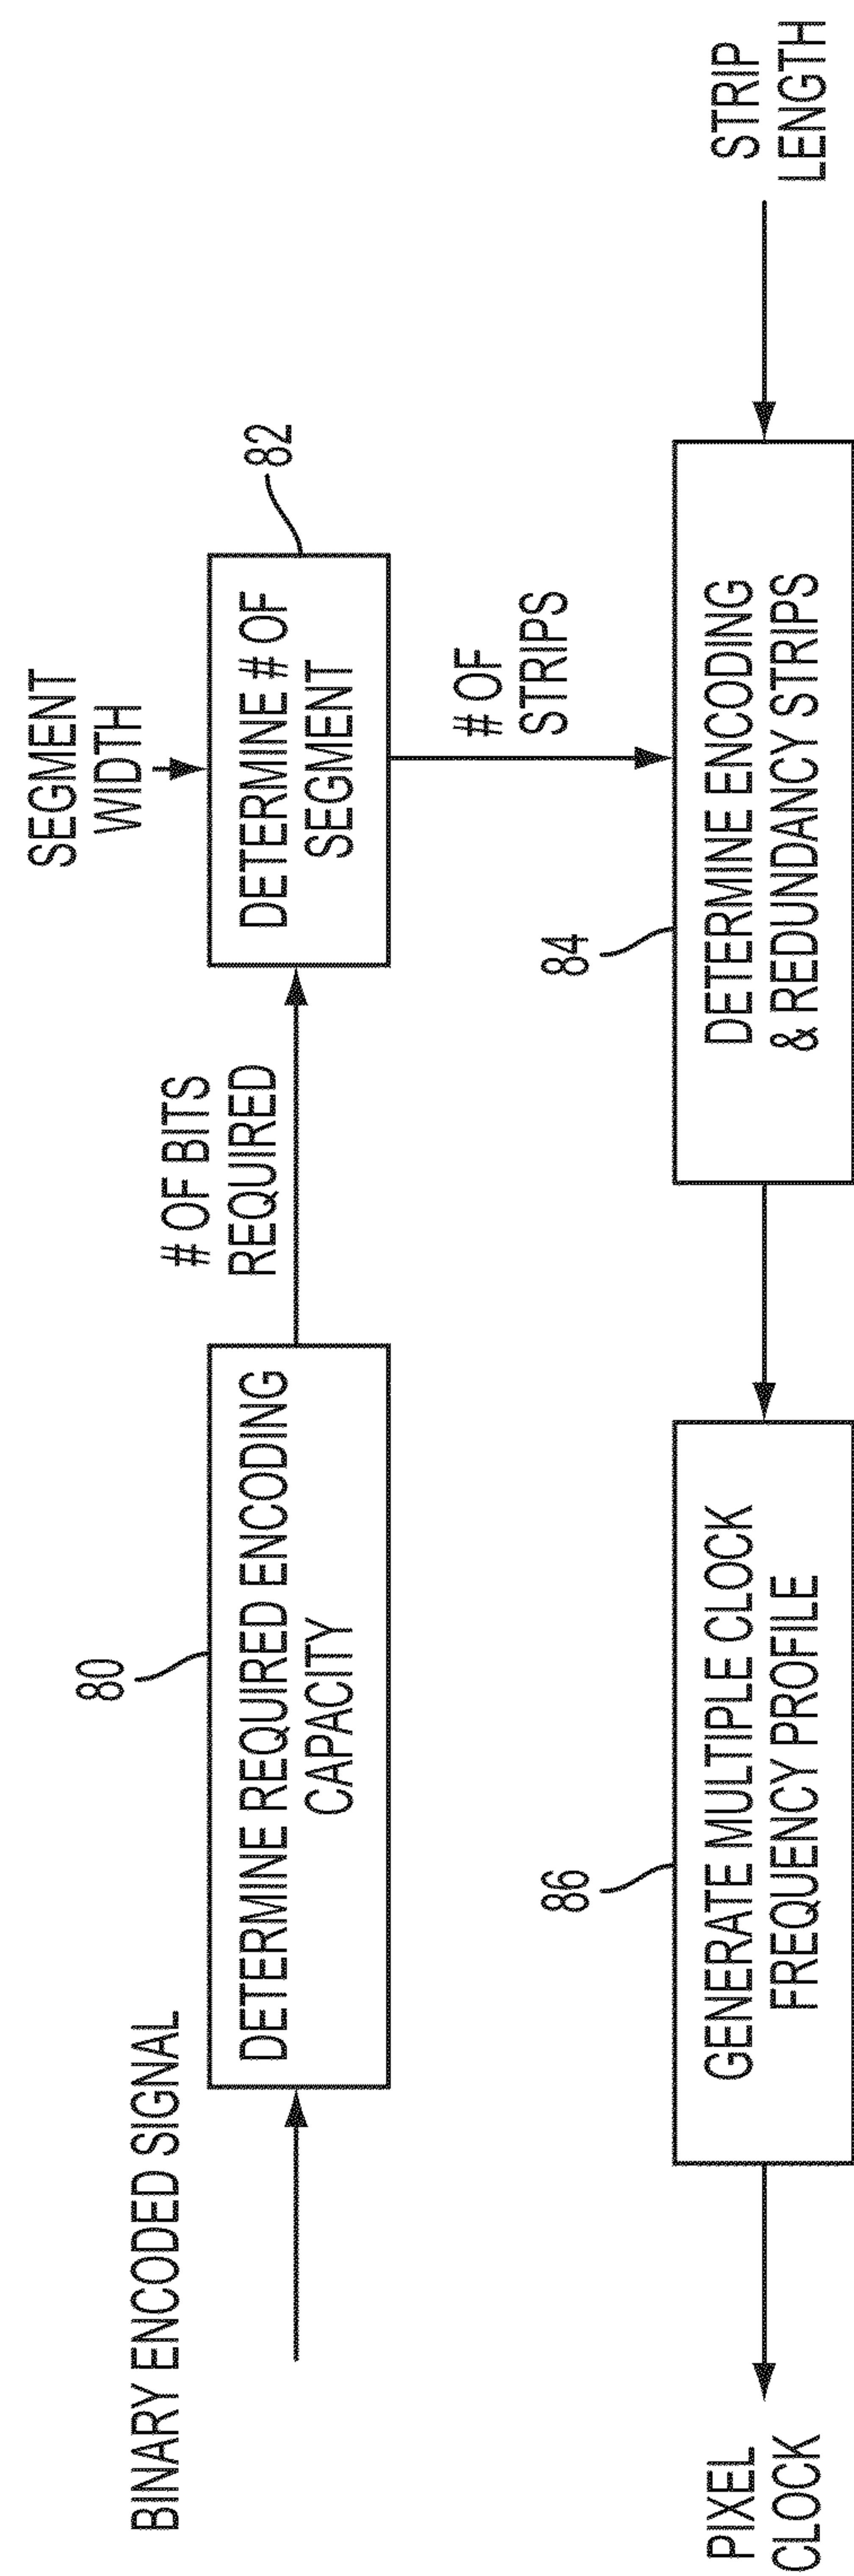 BINARY ENCODED SIGNAL
80
DETERMINE REQUIRED ENCODING
CAPACITY
# OF BITS
REQUIRED
SEGMENT
WIDTH
DETERMINE # OF
SEGMENT
82
# OF
STRIPS
STRIP
LENGTH
84
DETERMINE ENCODING
& REDUNDANCY STRIPS
86
GENERATE MULTIPLE CLOCK
FREQUENCY PROFILE
PIXEL
CLOCK